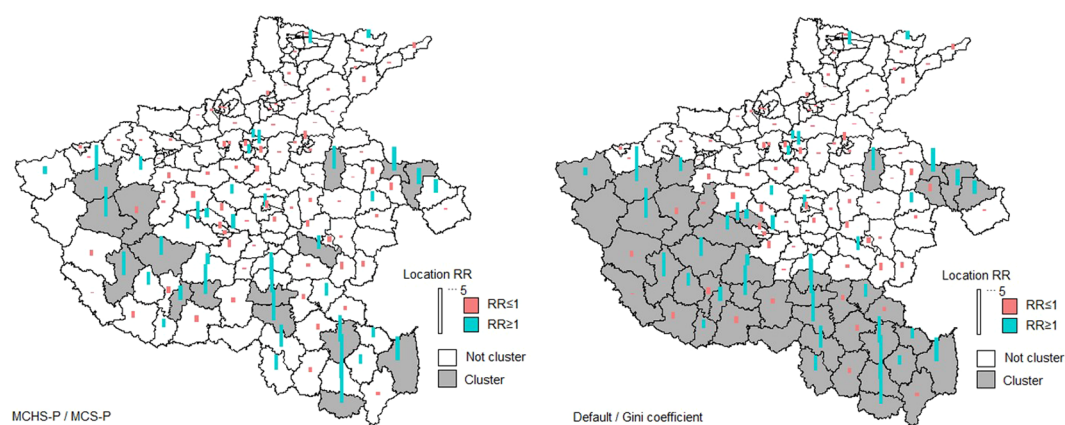 Location RR
5
RR≤1
RR≥1
Not cluster
Cluster
MCHS-P / MCS-P
Location RR
5
RR≤1
RR≥1
Not cluster
Cluster
Default / Gini coefficient